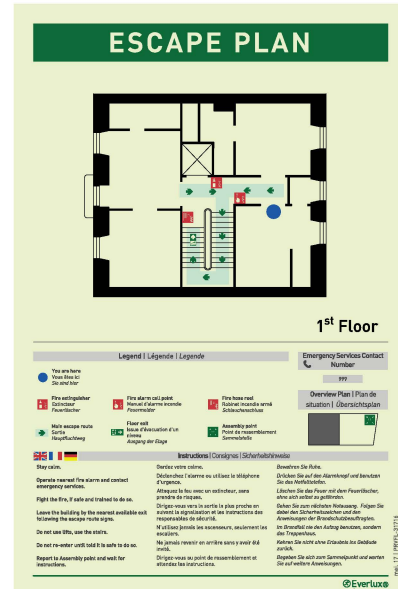 ESCAPE PLAN
1st Floor
Legend | Légende | Legende
Emergency Services Contact
Number
999
You are here
Vous êtes ici
Sie sind hier
Fire extinguisher
Extincteur
Feuerlöscher
Fire alarm call point
Manuel d'alarme incendie
Feuermelder
Fire hose reel
Robinet incendie armé
Schlauchanschluss
Main escape route
Sortie
Hauptfluchtweg
Floor exit
Issue d'évacuation d'un
niveau
Ausgang der Etage
Assembly point
Point de rassemblement
Sammelstelle
Overview Plan | Plan de
situation | Übersichtsplan
Instructions | Consignes | Sicherheitshinweise
Stay calm.
Operate nearest fire alarm and contact
emergency services.
Fight the fire, if safe and trained to do so.
Leave the building by the nearest available exit
following the escape route signs.
Do not use lifts, use the stairs.
Do not re-enter until told it is safe to do so.
Report to Assembly point and wait for
instructions.
Gardez votre calme.
Déclenchez l'alarme ou utilisez le téléphone
d'urgence.
Attaquez le feu avec un extincteur, sans
prendre de risques.
Dirigez-vous vers la sortie la plus proche en
suivant la signalisation et les instructions des
responsables de sécurité.
N'utilisez jamais les ascenseurs, seulement les
escaliers.
Ne jamais revenir en arrière sans y avoir été
invité.
Dirigez-vous au point de rassemblement et
attendez les instructions.
Bewahren Sie Ruhe.
Drücken Sie auf den Alarmknopf und benutzen
Sie das Notfalltelefon.
Löschen Sie das Feuer mit dem Feuerlöscher,
ohne sich selbst zu gefährden.
Gehen Sie zum nächsten Notausgang. Folgen Sie
dabei den Sicherheitszeichen und den
Anweisungen der Brandschutzbeauftragten.
Im Brandfall nie den Aufzug benutzen, sondern
das Treppenhaus.
Kehren Sie nicht ohne Erlaubnis ins Gebäude
zurück.
Begeben Sie sich zum Sammelpunkt und warten
Sie auf weitere Anweisungen.
Everlux®